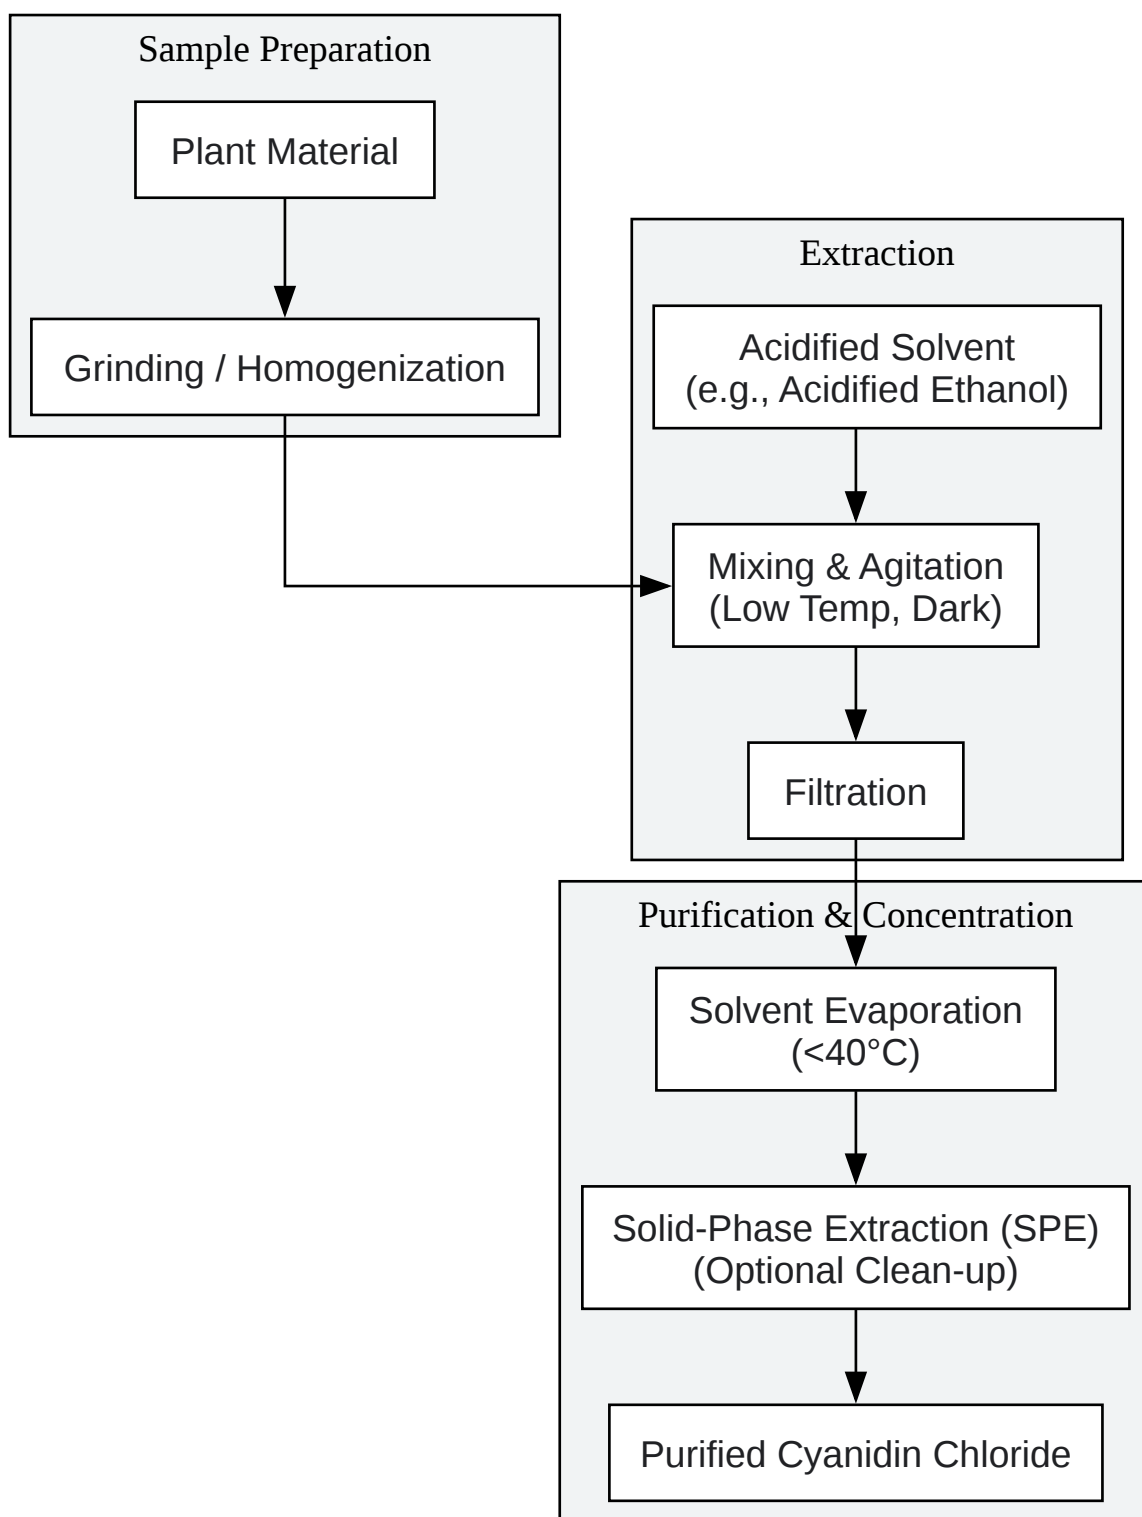 Sample Preparation
Plant Material
Grinding / Homogenization
Extraction
Acidified Solvent
(e.g., Acidified Ethanol)
Mixing & Agitation
(Low Temp, Dark)
Filtration
Purification & Concentration
Solvent Evaporation
(<40°C)
Solid-Phase Extraction (SPE)
(Optional Clean-up)
Purified Cyanidin Chloride